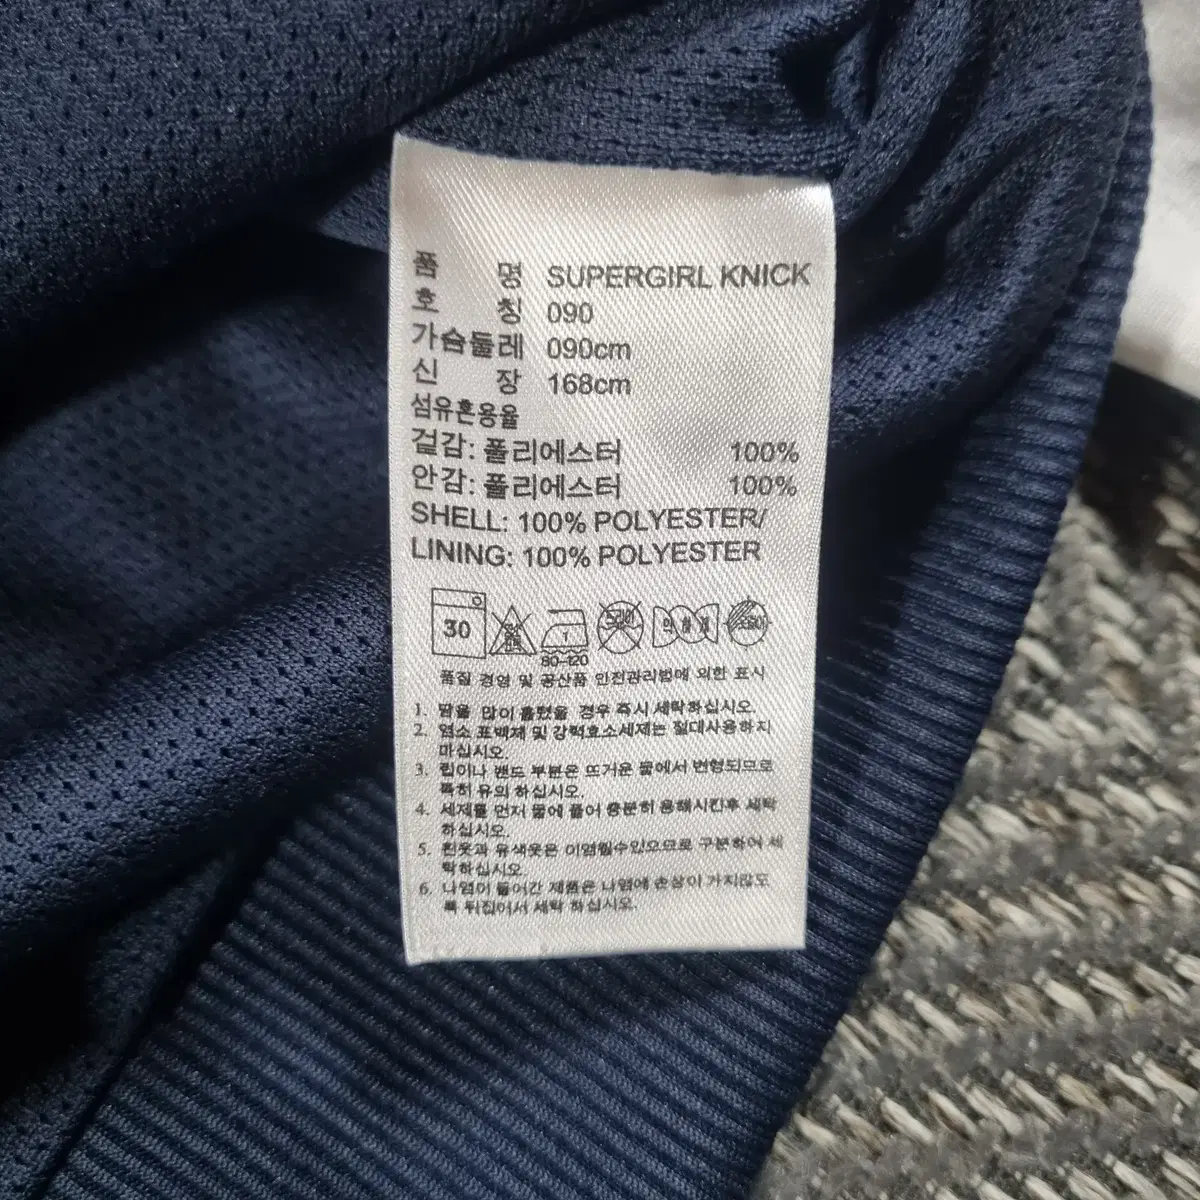 품 명 SUPERGIRL KNICK
호 칭 090
가슴둘레 090cm
신 장 168cm
섬유혼용율
겉감: 폴리에스터 100%
안감: 폴리에스터 100%
SHELL: 100% POLYESTER/
LINING: 100% POLYESTER
30
1
80-120
품질 경영 및 공산품 안전관리법에 의한 표시
1. 땀을 많이 흘렸을 경우 즉시 세탁하십시오.
2. 염소 표백제 및 강력효소세제는 절대사용하지
마십시오.
3. 립이나 밴드 부분은 뜨거운 물에서 변형되므로
특히 유의 하십시오.
4. 세제를 먼저 물에 풀어 충분히 용해시킨후 세탁
하십시오.
5. 흰옷과 유색옷은 이염될수있으므로 구분하여 세
탁하십시오.
6. 나염이 들어간 제품은 나염에 손상이 가지않도
록 뒤집어서 세탁 하십시오.